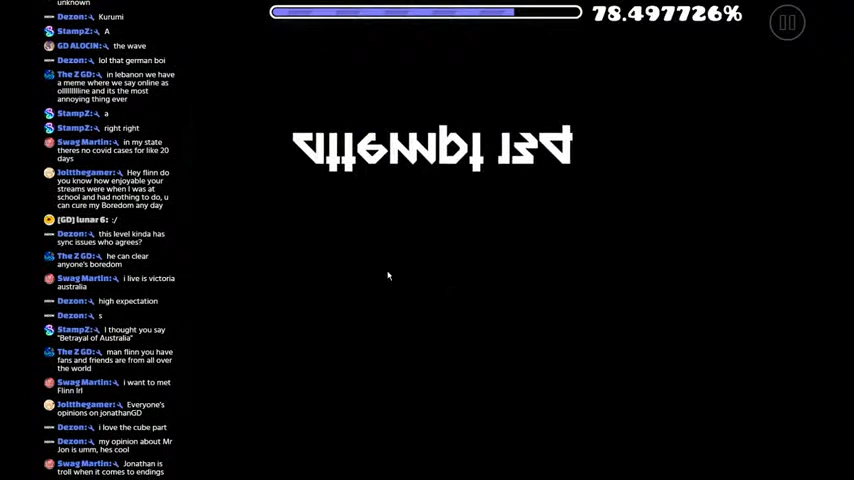 unknown
Dezon: Kurumi
StampZ: A
GD ALOCIN: the wave
Dezon: lol that german boi
The Z GD: in lebanon we have
a meme where we say online as
ollllllllline and its the most
annoying thing ever
StampZ: a
StampZ: right right
Swag Martin: in my state
theres no covid cases for like 20
days
Joltthegamer: Hey flinn do
you know how enjoyable your
streams were when I was at
school and had nothing to do, u
can cure my Boredom any day
[GD] lunar 6: :/
Dezon: this level kinda has
sync issues who agrees?
The Z GD: he can clear
anyone's boredom
Swag Martin: i live is victoria
australia
Dezon: high expectation
Dezon: s
StampZ: I thought you say
"Betrayal of Australia"
The Z GD: man flinn you have
fans and friends are from all over
the world
Swag Martin: i want to met
Flinn Irl
Joltthegamer: Everyone's
opinions on jonathanGD
Dezon: i love the cube part
Dezon: my opinion about Mr
Jon is umm, hes cool
Swag Martin: Jonathan is
troll when it comes to endings
78.497726%
attempt